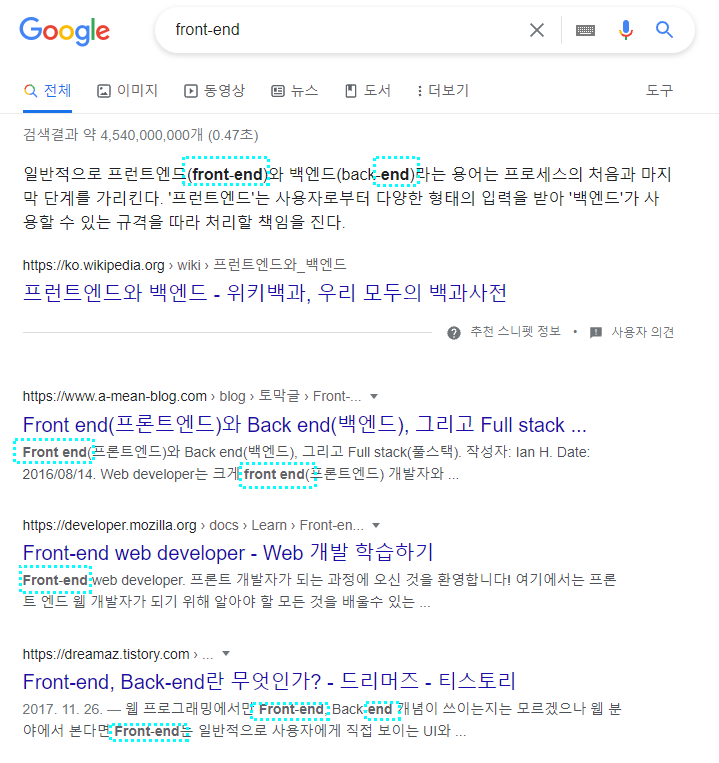 Google
front-end
전체 이미지 동영상 뉴스 도서 더보기 도구
검색결과 약 4,540,000,000개 (0.47초)
일반적으로 프런트엔드(front-end)와 백엔드(back-end)라는 용어는 프로세스의 처음과 마지
막 단계를 가리킨다. '프런트엔드'는 사용자로부터 다양한 형태의 입력을 받아 '백엔드'가 사
용할 수 있는 규격을 따라 처리할 책임을 진다.
https://ko.wikipedia.org › wiki › 프런트엔드와_백엔드
프런트엔드와 백엔드 - 위키백과, 우리 모두의 백과사전
추천 스니펫 정보 • 사용자 의견
https://www.a-mean-blog.com › blog › 토막글 › Front-...
Front end(프론트엔드)와 Back end(백엔드), 그리고 Full stack ...
Front end(프론트엔드)와 Back end(백엔드), 그리고 Full stack(풀스택). 작성자: Ian H. Date:
2016/08/14. Web developer는 크게 front end(프론트엔드) 개발자와 ...
https://developer.mozilla.org › docs › Learn › Front-en...
Front-end web developer - Web 개발 학습하기
Front-end web developer. 프론트 개발자가 되는 과정에 오신 것을 환영합니다! 여기에서는 프론
트 엔드 웹 개발자가 되기 위해 알아야 할 모든 것을 배울수 있는 ...
https://dreamaz.tistory.com › ...
Front-end, Back-end란 무엇인가? - 드리머즈 - 티스토리
2017. 11. 26. — 웹 프로그래밍에서만 Front-end, Back end 개념이 쓰이는지는 모르겠으나 웹 분
야에서 본다면 Front-end는 일반적으로 사용자에게 직접 보이는 UI와 ...